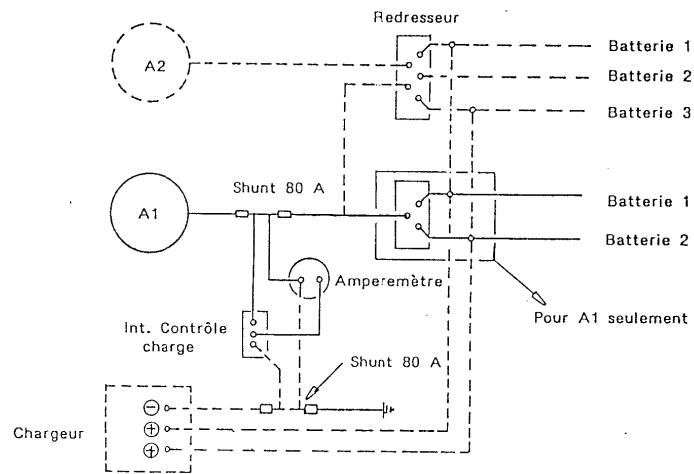 Redresseur
A2
Batterie 1
Batterie 2
Batterie 3
Shunt 80 A
A1
Batterie 1
Batterie 2
Amperemètre
Pour A1 seulement
Int. Contrôle
charge
Shunt 80 A
Chargeur
−
+
+